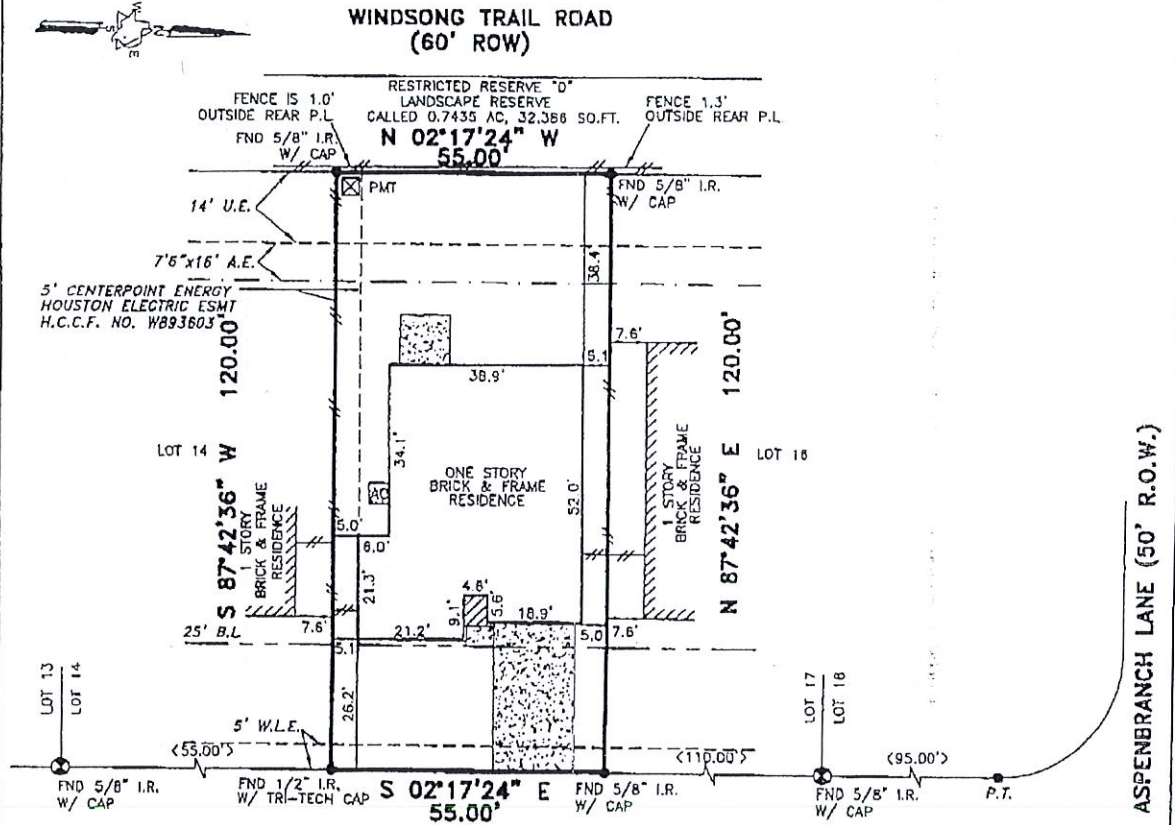 WINDSONG TRAIL ROAD
(60' ROW)
RESTRICTED RESERVE "D"
LANDSCAPE RESERVE
CALLED 0.7435 AC, 32,386 SQ.FT.
FENCE IS 1.0'
OUTSIDE REAR P.L.
FENCE 1.3'
OUTSIDE REAR P.L.
FND 5/8" I.R.
W/ CAP
N 02°17'24" W
55.00'
PMT
FND 5/8" I.R.
W/ CAP
14' U.E.
7'6"x16' A.E.
5' CENTERPOINT ENERGY
HOUSTON ELECTRIC ESMT
H.C.C.F. NO. W893603
38.4'
7.6'
5.1
38.9'
S 87°42'36" W 120.00'
N 87°42'36" E 120.00'
LOT 14
LOT 16
34.1'
ONE STORY
BRICK & FRAME
RESIDENCE
52.0'
1 STORY
BRICK & FRAME
RESIDENCE
AC
1 STORY
BRICK & FRAME
RESIDENCE
5.0'
6.0'
21.3'
4.8'
5.6'
9.1'
18.9'
25' B.L.
7.6'
21.2'
5.0
7.6'
5.1
26.2'
LOT 13
LOT 14
5' W.L.E.
LOT 17
LOT 18
<55.00'>
<110.00'>
<95.00'>
FND 5/8" I.R.
W/ CAP
FND 1/2" I.R.
W/ TRI-TECH CAP
S 02°17'24" E
55.00'
FND 5/8" I.R.
W/ CAP
FND 5/8" I.R.
W/ CAP
P.T.
ASPENBRANCH LANE (50' R.O.W.)